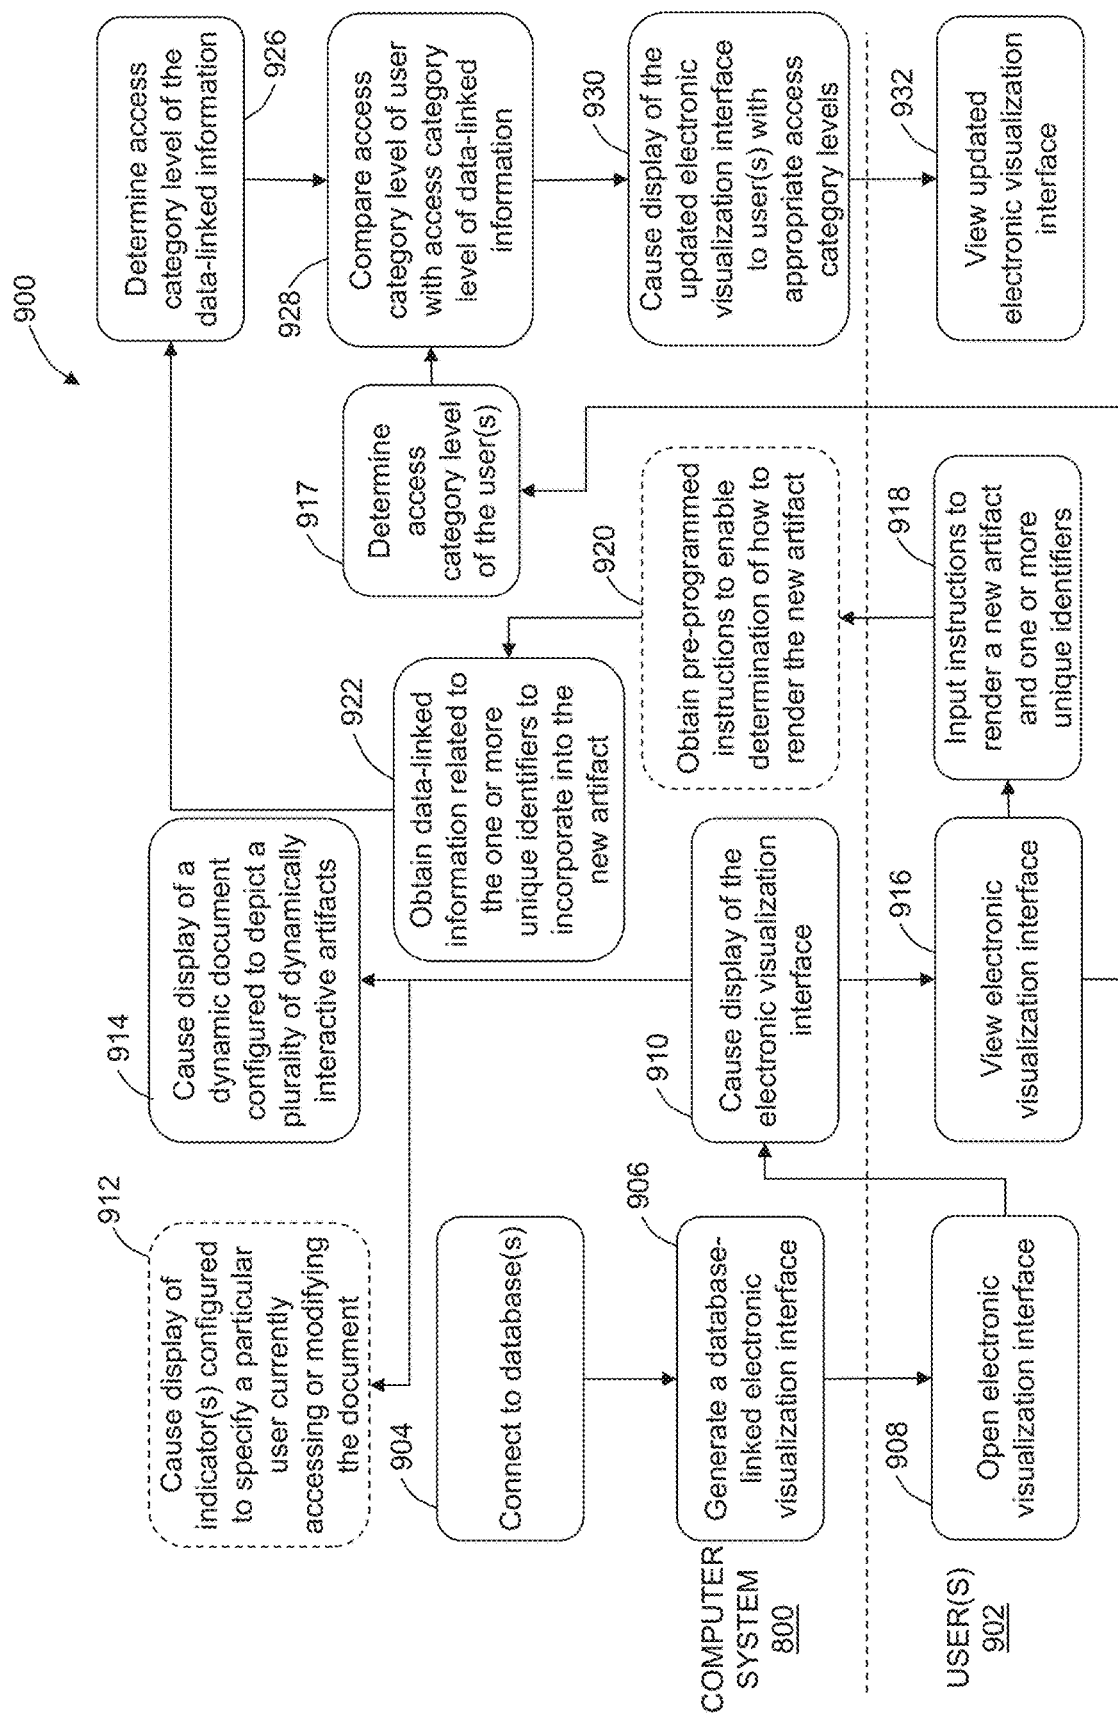 900
912
Cause display of
indicator(s) configured
to specify a particular
user currently
accessing or modifying
the document
914
Cause display of a
dynamic document
configured to depict a
plurality of dynamically
interactive artifacts
Determine access
category level of the
data-linked information
926
904
Connect to database(s)
922
Obtain data-linked
information related to
the one or more
unique identifiers to
incorporate into the
new artifact
917
Determine
access
category level
of the user(s)
928
Compare access
category level of user
with access category
level of data-linked
information
COMPUTER
SYSTEM
800
906
Generate a database-
linked electronic
visualization interface
910
Cause display of the
electronic visualization
interface
920
Obtain pre-programmed
instructions to enable
determination of how to
render the new artifact
930
Cause display of the
updated electronic
visualization interface
to user(s) with
appropriate access
category levels
USER(S)
902
908
Open electronic
visualization interface
916
View electronic
visualization interface
918
Input instructions to
render a new artifact
and one or more
unique identifiers
932
View updated
electronic visualization
interface